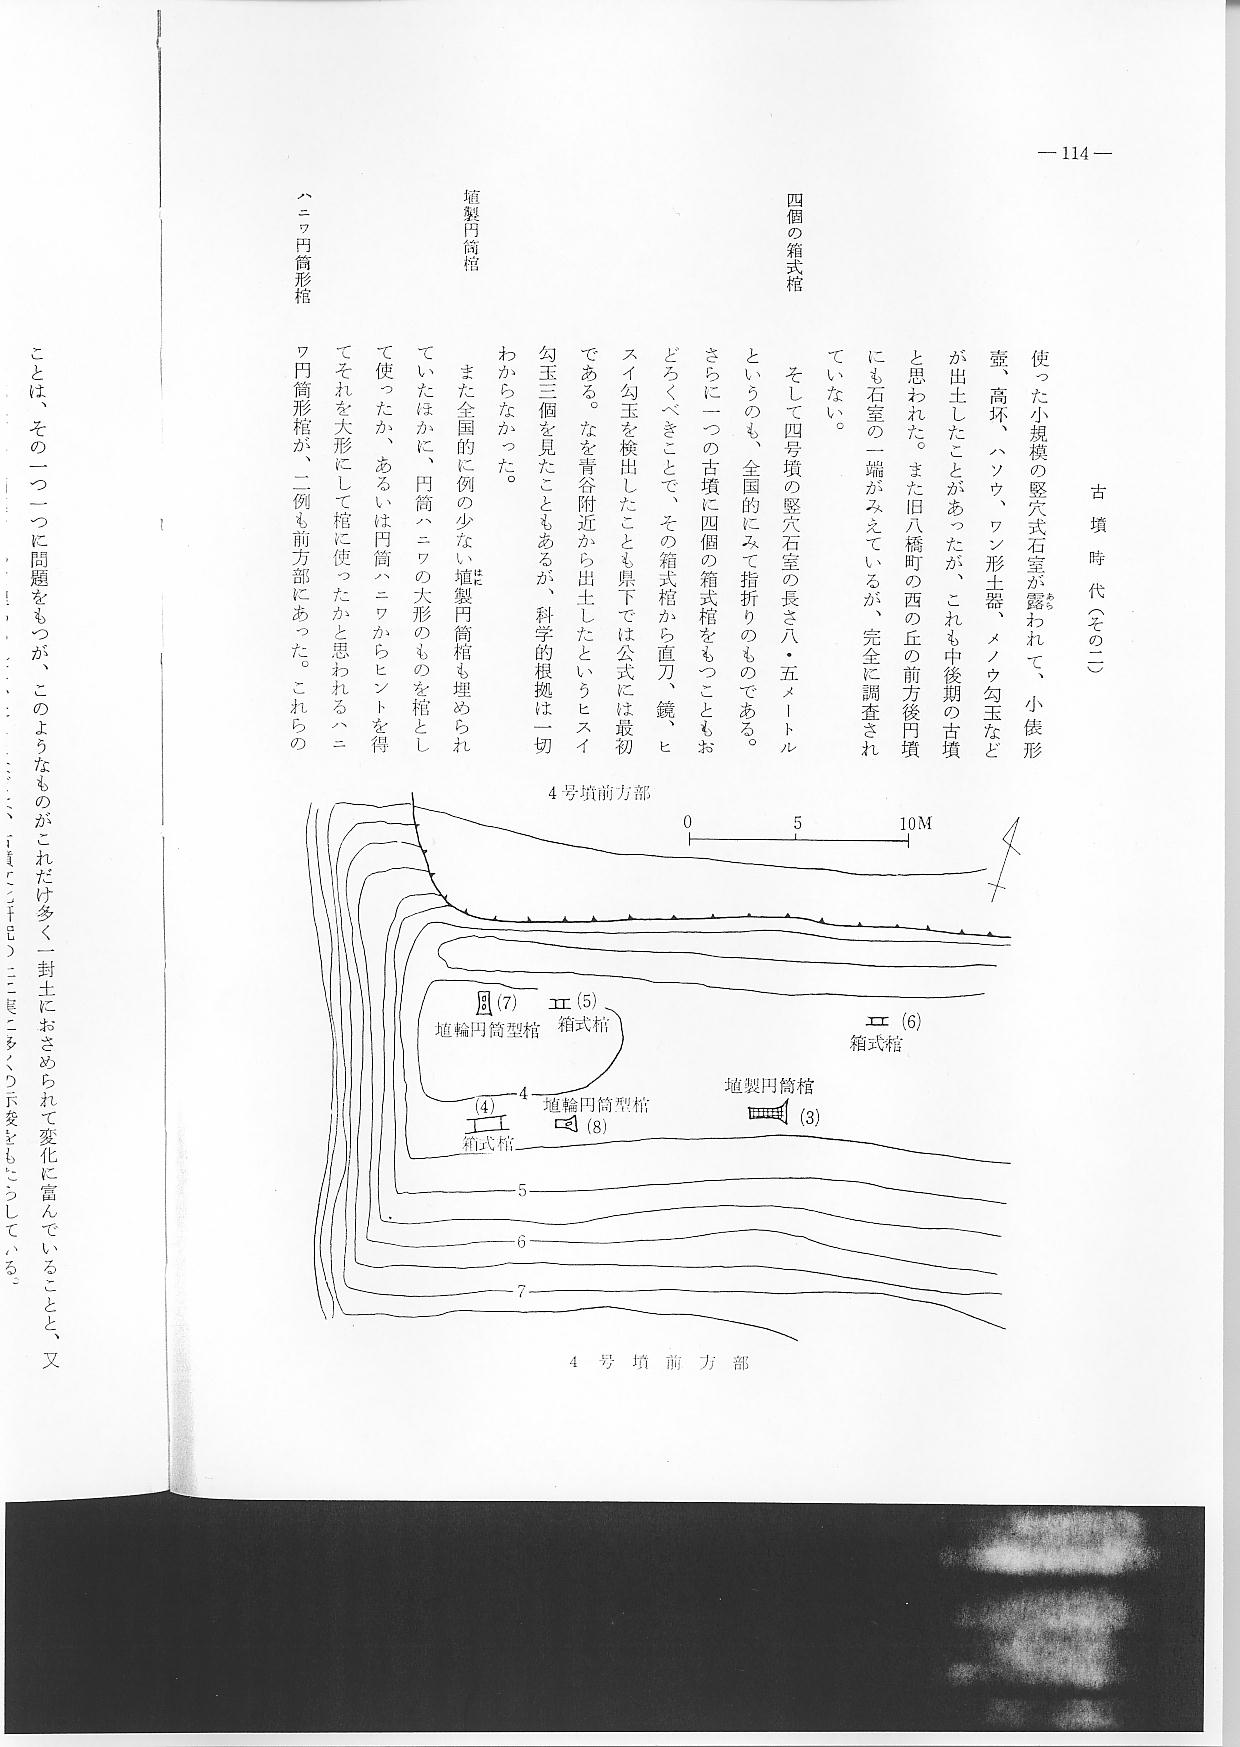 — 114 —
古墳時代（その二）
使った小規模の竪穴式石室が露われて、小俵形
あら
壺、高坏、ハソウ、ワン形土器、メノウ勾玉など
が出土したことがあったが、これも中後期の古墳
と思われた。また旧八橋町の西の丘の前方後円墳
にも石室の一端がみえているが、完全に調査され
ていない。
四個の箱式棺
そして四号墳の竪穴石室の長さ八・五メートル
というのも、全国的にみて指折りのものである。
さらに一つの古墳に四個の箱式棺をもつこともお
どろくべきことで、その箱式棺から直刀、鏡、ヒ
スイ勾玉を検出したことも県下では公式には最初
である。なを青谷附近から出土したというヒスイ
勾玉三個を見たこともあるが、科学的根拠は一切
わからなかった。
埴製円筒棺
また全国的に例の少ない埴製円筒棺も埋められ
はに
ていたほかに、円筒ハニワの大形のものを棺とし
て使ったか、あるいは円筒ハニワからヒントを得
てそれを大形にして棺に使ったかと思われるハニ
ハニワ円筒形棺
ワ円筒形棺が、二例も前方部にあった。これらの
4号墳前方部
0 5 10M
(7)
埴輪円筒型棺
(5)
箱式棺
(6)
箱式棺
埴製円筒棺
(3)
4
(4)
箱式棺
埴輪円筒型棺
(8)
5
6
7
4号墳前方部
ことは、その一つ一つに問題をもつが、このようなものがこれだけ多く一封土におさめられて変化に富んでいることと、又
多くの示唆をもたらしている。